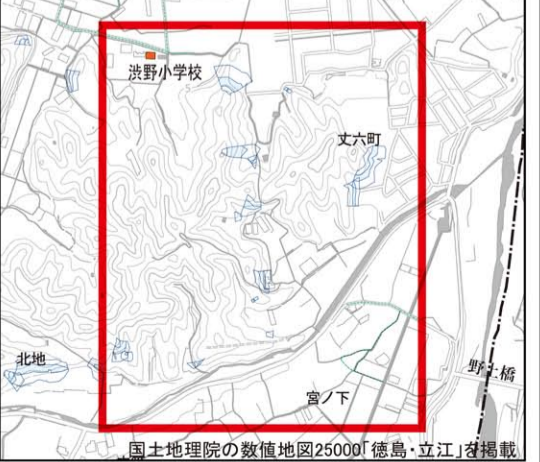 渋野小学校
丈六町
北地
野上橋
宮ノ下
国土地理院の数値地図25000「徳島・立江」を掲載